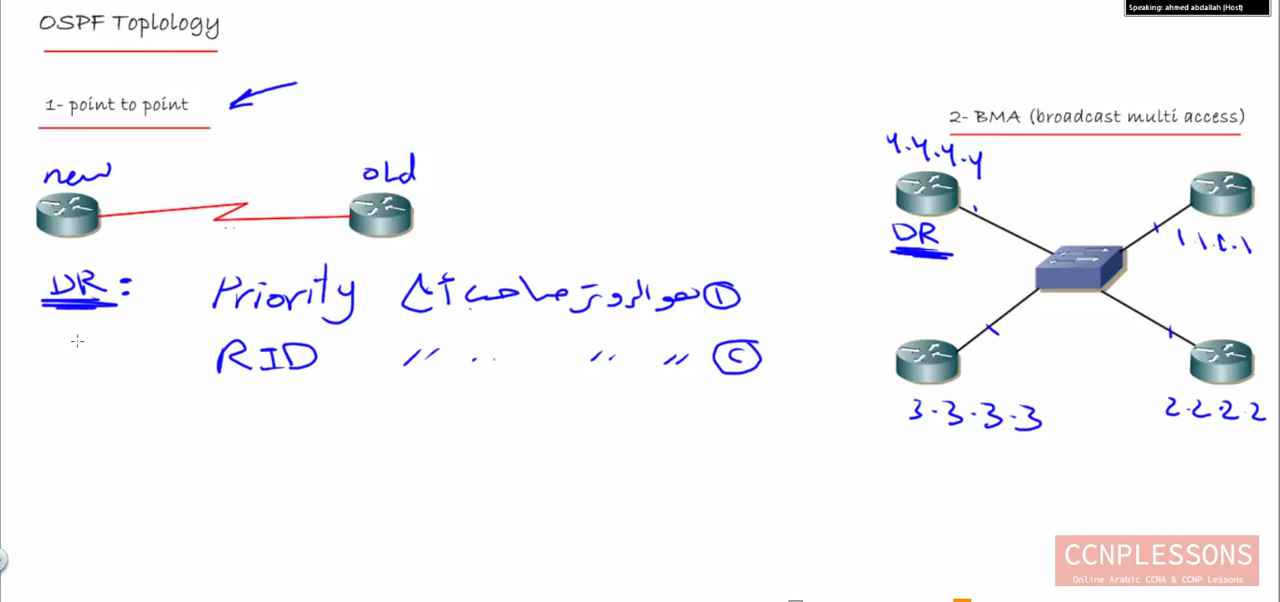 Speaking: ahmed abdallah [Host]
OSPF Toplology
1- point to point
2- BMA (broadcast multi access)
new
old
4.4.4.4
DR
1.1.1.1
3.3.3.3
2.2.2.2
DR:
① هو الروتر صاحب أعلى Priority
② " " " " RID
CCNPLESSONS
Online Arabic CCNA & CCNP Lessons